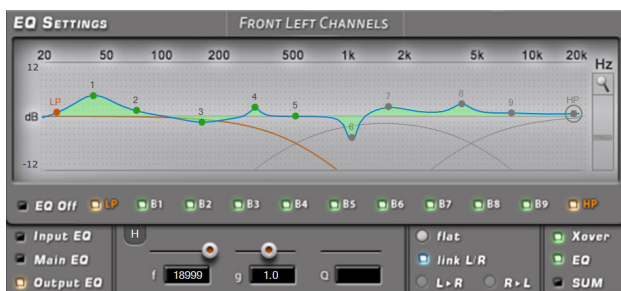 EQ SETTINGS FRONT LEFT CHANNELS
20 50 100 200 500 1k 2k 5k 10k 20k Hz
12
LP 1 2 3 4 5 6 7 8 9 HP
dB
-12
EQ Off LP B1 B2 B3 B4 B5 B6 B7 B8 B9 HP
Input EQ H flat Xover
Main EQ link L/R EQ
Output EQ f 18999 g 1.0 Q L▸R R▸L SUM